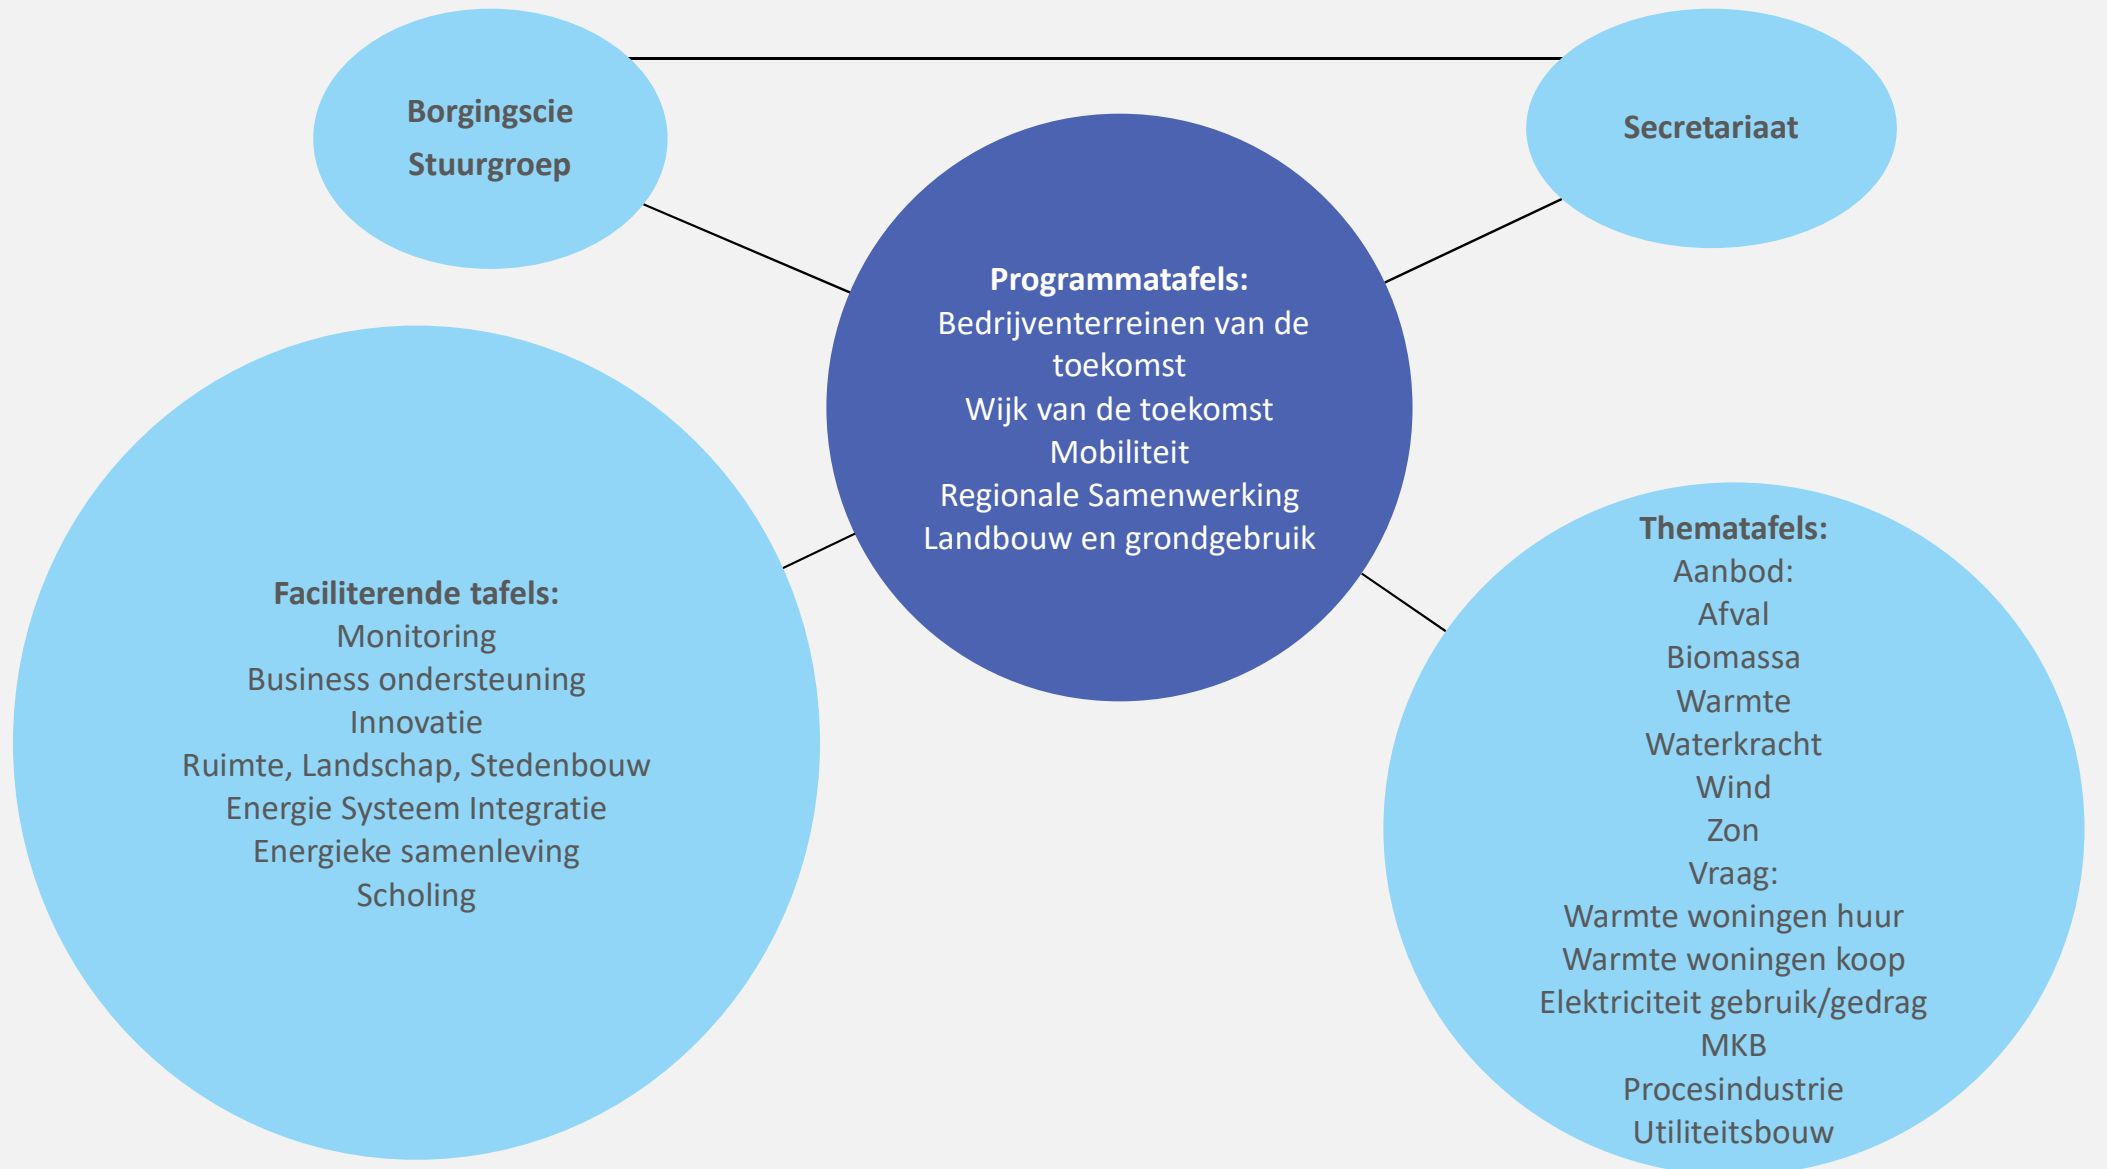 Borgingscie
Stuurgroep
Secretariaat
Programmatafels:
Bedrijventerreinen van de
toekomst
Wijk van de toekomst
Mobiliteit
Regionale Samenwerking
Landbouw en grondgebruik
Faciliterende tafels:
Monitoring
Business ondersteuning
Innovatie
Ruimte, Landschap, Stedenbouw
Energie Systeem Integratie
Energieke samenleving
Scholing
Thematafels:
Aanbod:
Afval
Biomassa
Warmte
Waterkracht
Wind
Zon
Vraag:
Warmte woningen huur
Warmte woningen koop
Elektriciteit gebruik/gedrag
MKB
Procesindustrie
Utiliteitsbouw